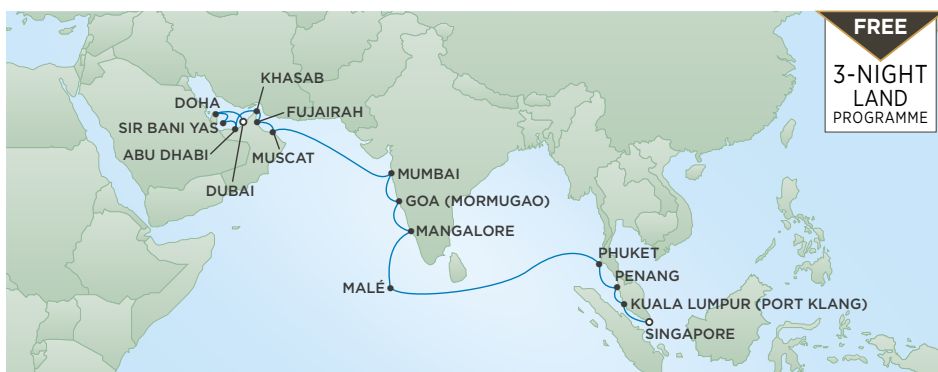 FREE
3-NIGHT
LAND
PROGRAMME
KHASAB
DOHA
FUJAIRAH
SIR BANI YAS
ABU DHABI
MUSCAT
DUBAI
MUMBAI
GOA (MORMUGAO)
MANGALORE
MALÉ
PHUKET
PENANG
KUALA LUMPUR (PORT KLANG)
SINGAPORE